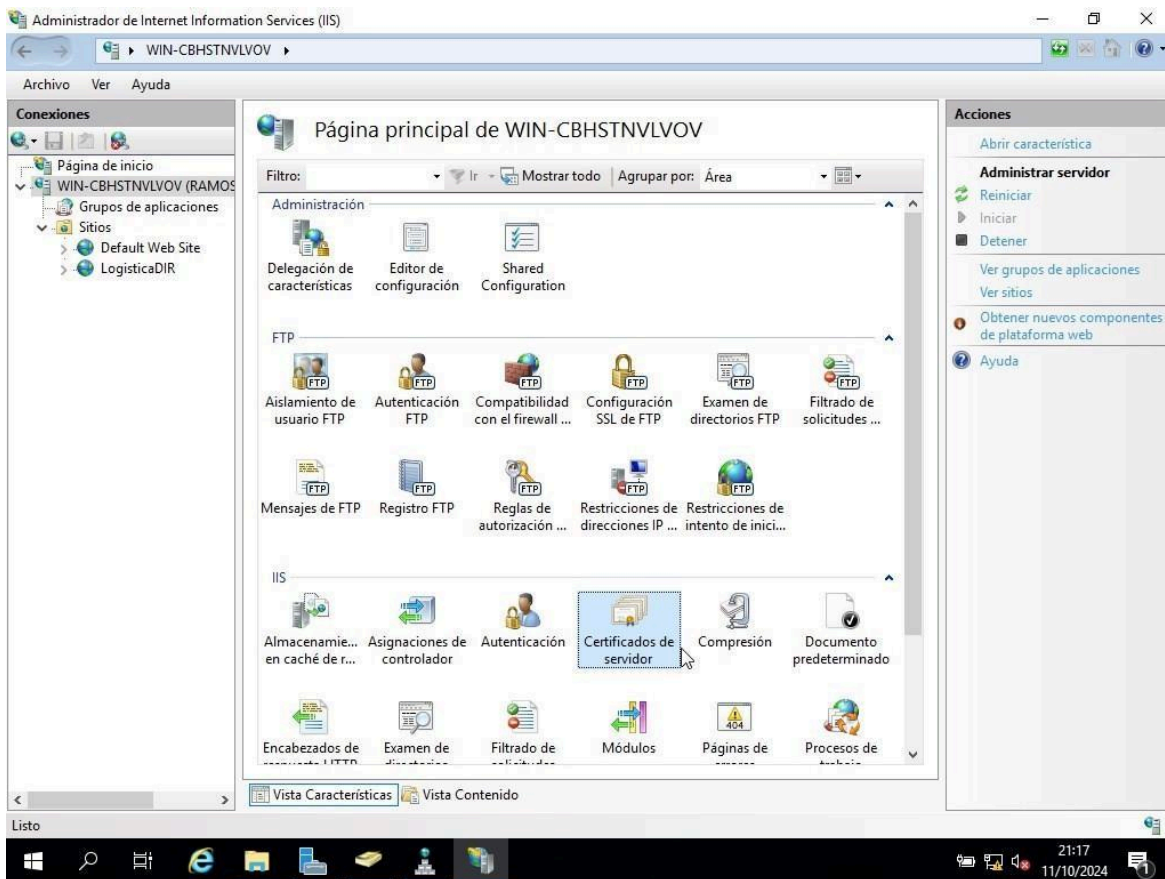 Administrador de Internet Information Services (IIS)
WIN-CBHSTNVLVOV
Archivo Ver Ayuda
Conexiones
Página de inicio
WIN-CBHSTNVLVOV (RAMOS
Grupos de aplicaciones
Sitios
Default Web Site
LogisticaDIR
Página principal de WIN-CBHSTNVLVOV
Filtro: Ir Mostrar todo Agrupar por: Área
Administración
Delegación de características
Editor de configuración
Shared Configuration
FTP
Aislamiento de usuario FTP
Autenticación FTP
Compatibilidad con el firewall ...
Configuración SSL de FTP
Examen de directorios FTP
Filtrado de solicitudes ...
Mensajes de FTP
Registro FTP
Reglas de autorización ...
Restricciones de direcciones IP ...
Restricciones de intento de inici...
IIS
Almacenamie... en caché de r...
Asignaciones de controlador
Autenticación
Certificados de servidor
Compresión
Documento predeterminado
Encabezados de
Examen de
Filtrado de
Módulos
404
Páginas de
Procesos de
Vista Características Vista Contenido
Acciones
Abrir característica
Administrar servidor
Reiniciar
Iniciar
Detener
Ver grupos de aplicaciones
Ver sitios
Obtener nuevos componentes
de plataforma web
Ayuda
Listo
21:17
11/10/2024
1